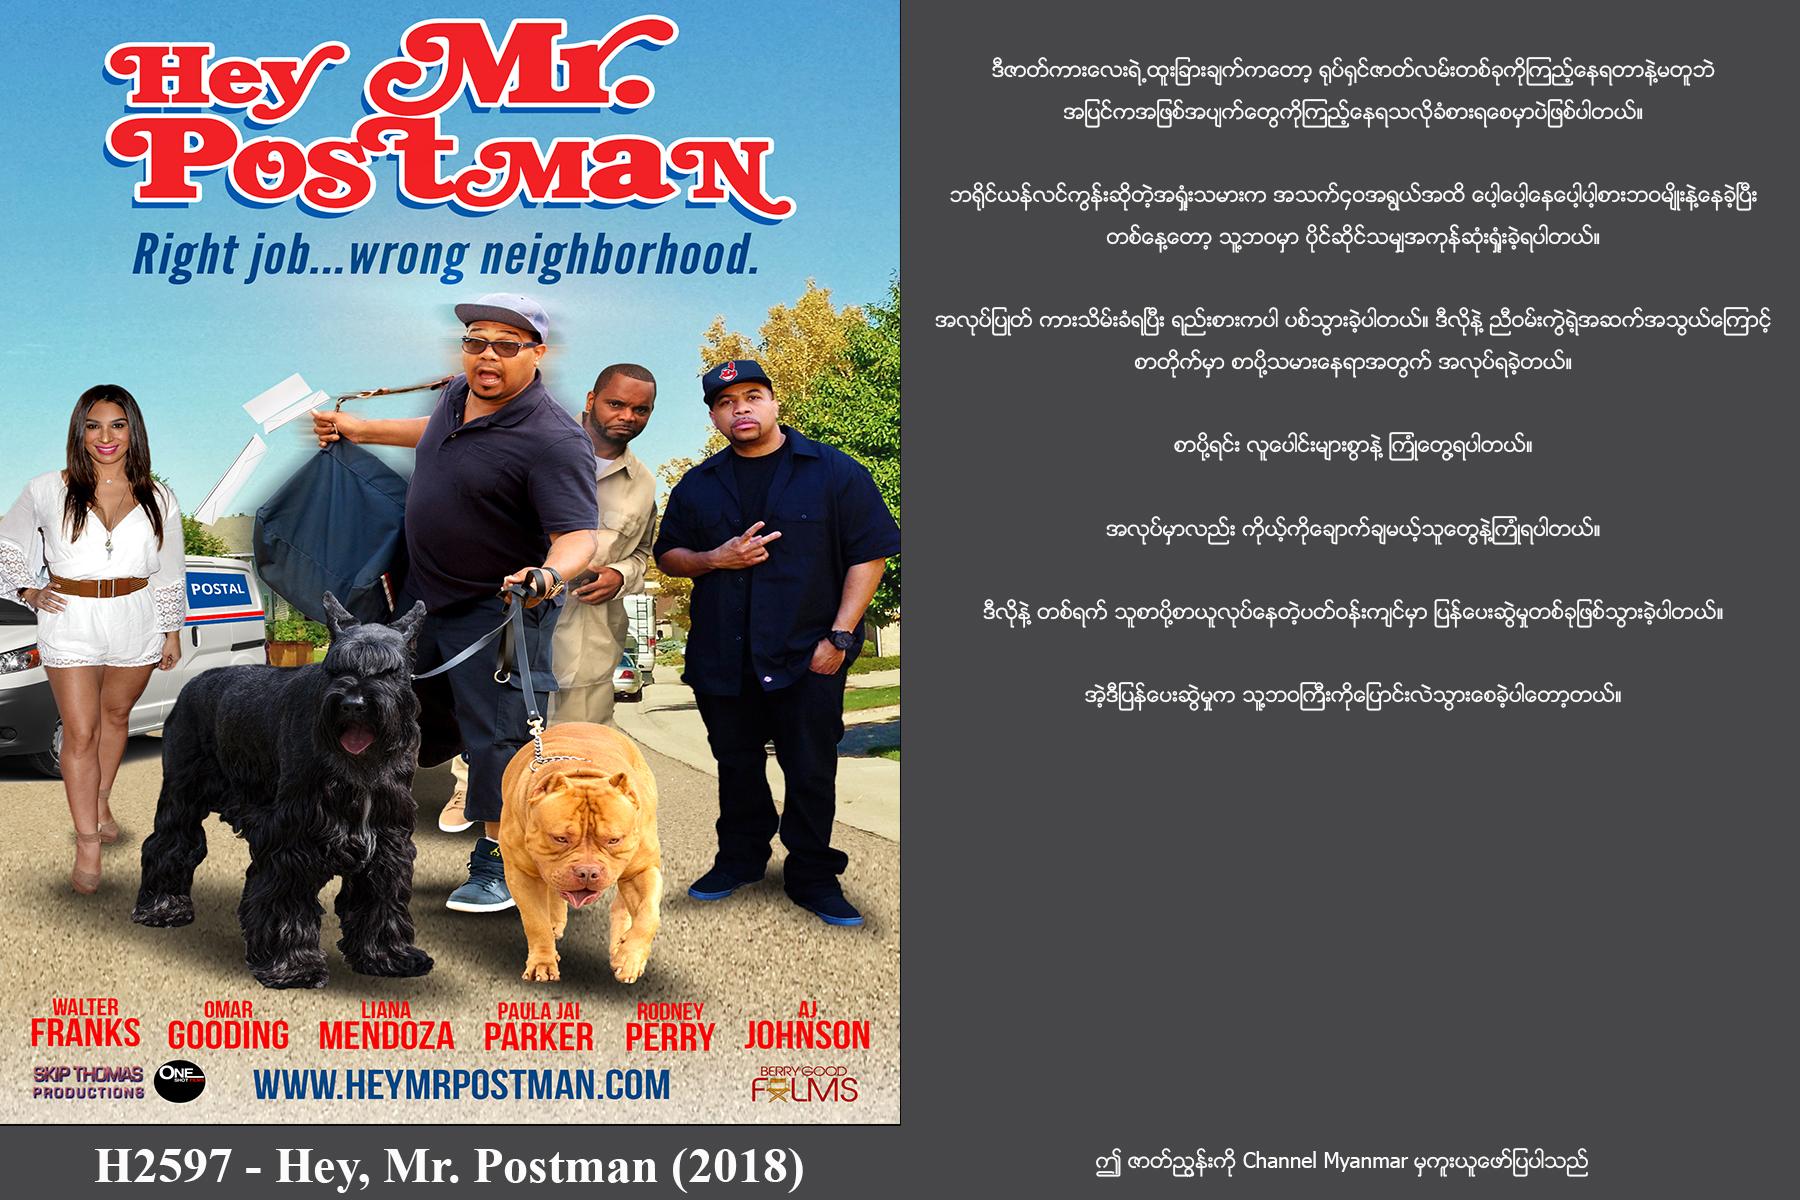 Hey Mr.
Postman
Right job...wrong neighborhood.
POSTAL
WALTER FRANKS
OMAR GOODING
LIANA MENDOZA
PAULA JAI PARKER
RODNEY PERRY
AJ JOHNSON
SKIP THOMAS
PRODUCTIONS
ONE
SHOT FILMS
WWW.HEYMRPOSTMAN.COM
BERRY GOOD
FILMS
H2597 - Hey, Mr. Postman (2018)
ဒီဇာတ်ကားလေးရဲ့ ထူးခြားချက်ကတော့ ရုပ်ရှင်ဇာတ်လမ်းတစ်ခုကိုကြည့်နေရတာနဲ့မတူဘဲ
အပြင်ကအဖြစ်အပျက်တွေကိုကြည့်နေရသလိုခံစားရစေမှာပဲဖြစ်ပါတယ်။
ဘရိုင်ယန်လင်ကွန်းဆိုတဲ့အရှုံးသမားက အသက်၄၀အရွယ်အထိ ပေါ့ပေါ့နေပေါ့ပါ့စားဘဝမျိုးနဲ့နေခဲ့ပြီး
တစ်နေ့တော့ သူ့ဘဝမှာ ပိုင်ဆိုင်သမျှအကုန်ဆုံးရှုံးခဲ့ရပါတယ်။
အလုပ်ပြုတ် ကားသိမ်းခံရပြီး ရည်းစားကပါ ပစ်သွားခဲ့ပါတယ်။ ဒီလိုနဲ့ ညီဝမ်းကွဲရဲ့အဆက်အသွယ်ကြောင့်
စာတိုက်မှာ စာပို့သမားနေရာအတွက် အလုပ်ရခဲ့တယ်။
စာပို့ရင်း လူပေါင်းများစွာနဲ့ ကြုံတွေ့ရပါတယ်။
အလုပ်မှာလည်း ကိုယ့်ကိုချောက်ချမယ့်သူတွေနဲ့ကြုံရပါတယ်။
ဒီလိုနဲ့ တစ်ရက် သူစာပို့စာယူလုပ်နေတဲ့ပတ်ဝန်းကျင်မှာ ပြန်ပေးဆွဲမှုတစ်ခုဖြစ်သွားခဲ့ပါတယ်။
အဲ့ဒီပြန်ပေးဆွဲမှုက သူ့ဘဝကြီးကိုပြောင်းလဲသွားစေခဲ့ပါတော့တယ်။
ဤ ဇာတ်ညွှန်းကို Channel Myanmar မှကူးယူဖော်ပြပါသည်